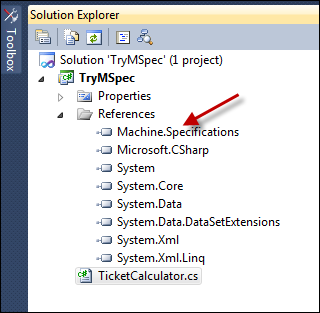 Solution Explorer
Toolbox
Solution 'TryMSpec' (1 project)
TryMSpec
Properties
References
Machine.Specifications
Microsoft.CSharp
System
System.Core
System.Data
System.Data.DataSetExtensions
System.Xml
System.Xml.Linq
TicketCalculator.cs